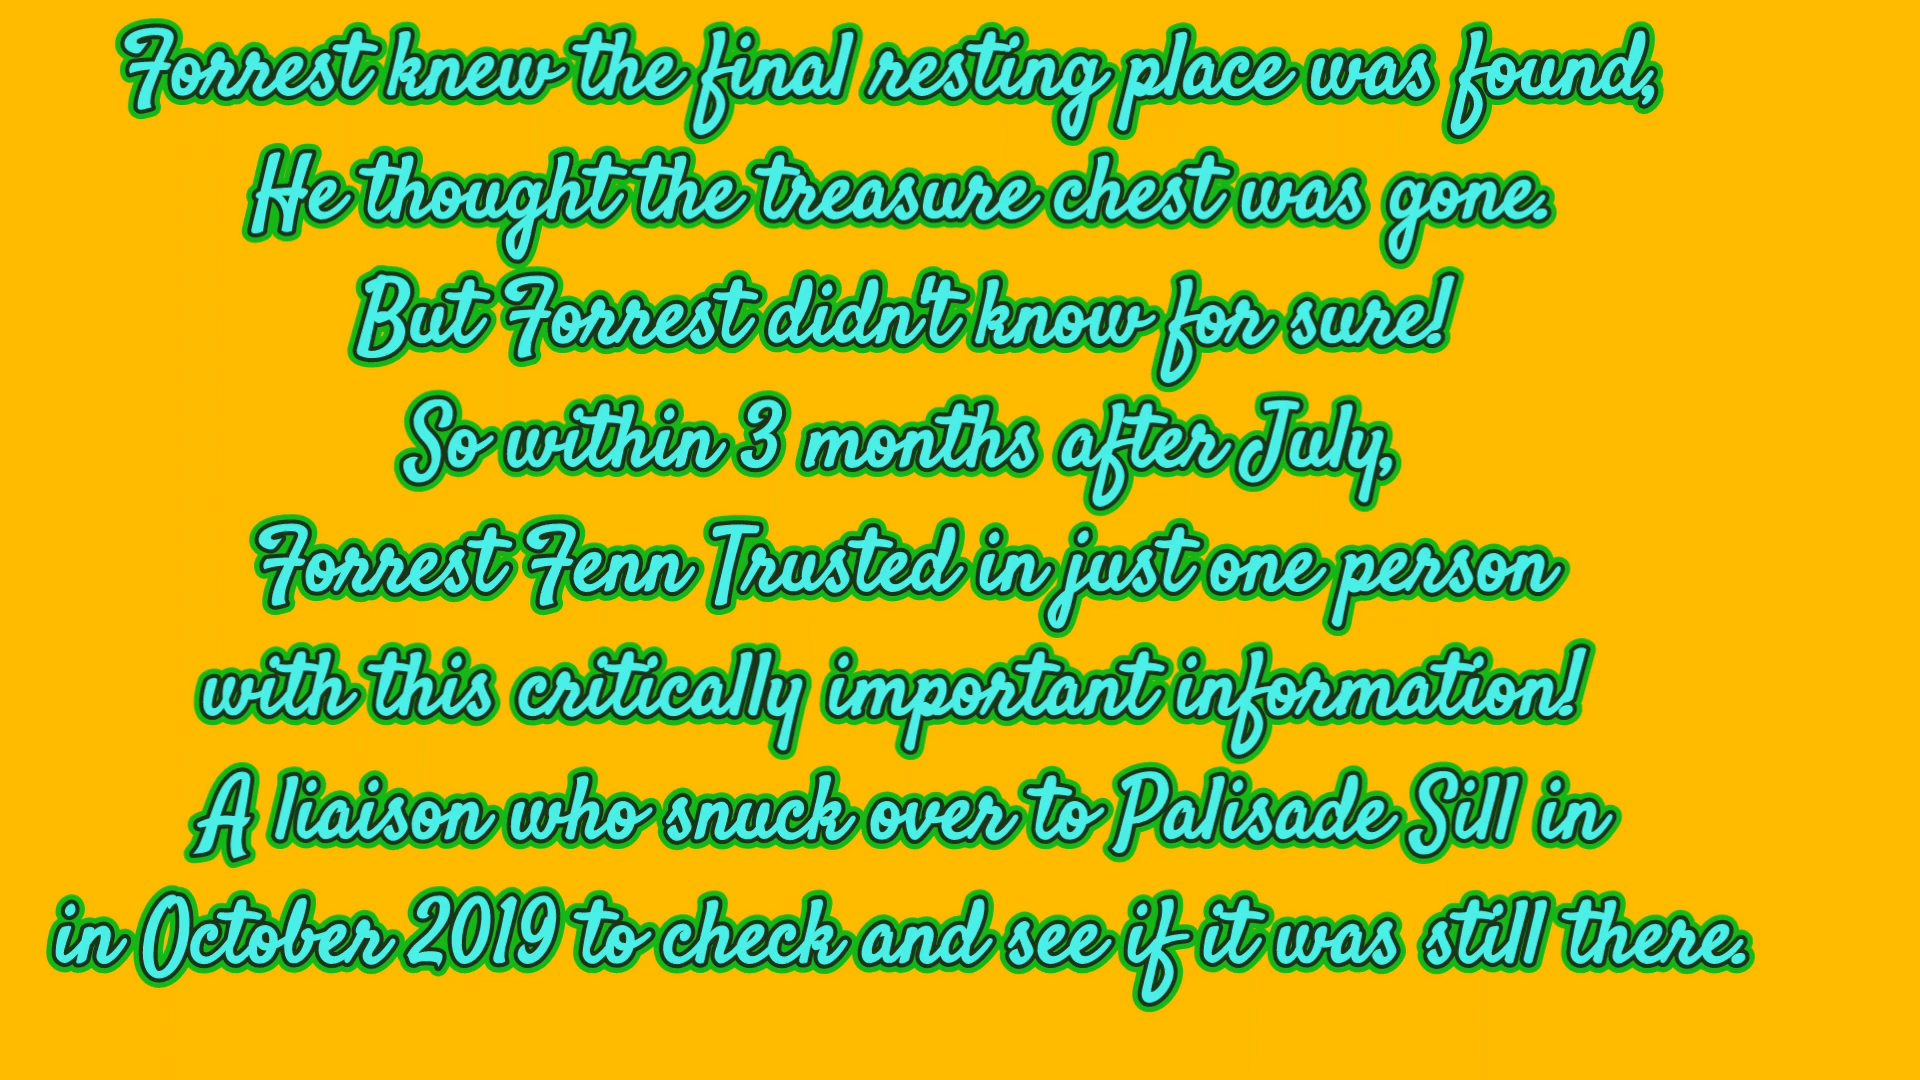 Forrest knew the final resting place was found,
He thought the treasure chest was gone.
But Forrest didn't know for sure!
So within 3 months after July,
Forrest Fenn Trusted in just one person
with this critically important information!
A liaison who snuck over to Palisade Sill in
in October 2019 to check and see if it was still there.